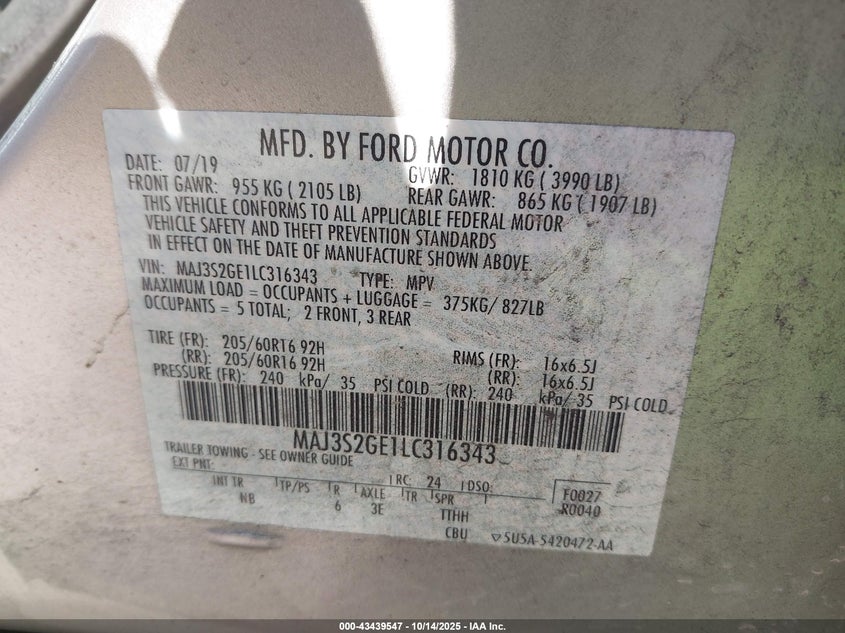 MFD. BY FORD MOTOR CO.
DATE: 07/19 GVWR: 1810 KG ( 3990 LB)
FRONT GAWR: 955 KG ( 2105 LB) REAR GAWR: 865 KG ( 1907 LB)
THIS VEHICLE CONFORMS TO ALL APPLICABLE FEDERAL MOTOR
VEHICLE SAFETY AND THEFT PREVENTION STANDARDS
IN EFFECT ON THE DATE OF MANUFACTURE SHOWN ABOVE.
VIN: MAJ3S2GE1LC316343 TYPE: MPV
MAXIMUM LOAD = OCCUPANTS + LUGGAGE = 375KG/ 827LB
OCCUPANTS = 5 TOTAL; 2 FRONT, 3 REAR
TIRE (FR): 205/60R16 92H RIMS (FR): 16x6.5J
(RR): 205/60R16 92H (RR): 16x6.5J
PRESSURE (FR): 240 kPa/ 35 PSI COLD (RR): 240 kPa/ 35 PSI COLD
MAJ3S2GE1LC316343
TRAILER TOWING - SEE OWNER GUIDE
EXT PNT: RC: 24 DSO:
INT TR TP/PS R AXLE TR SPR
NB 6 3E TTHH
F0027
R0040
CBU 5U5A-5420472-AA
000-43439547 - 10/14/2025 - IAA Inc.